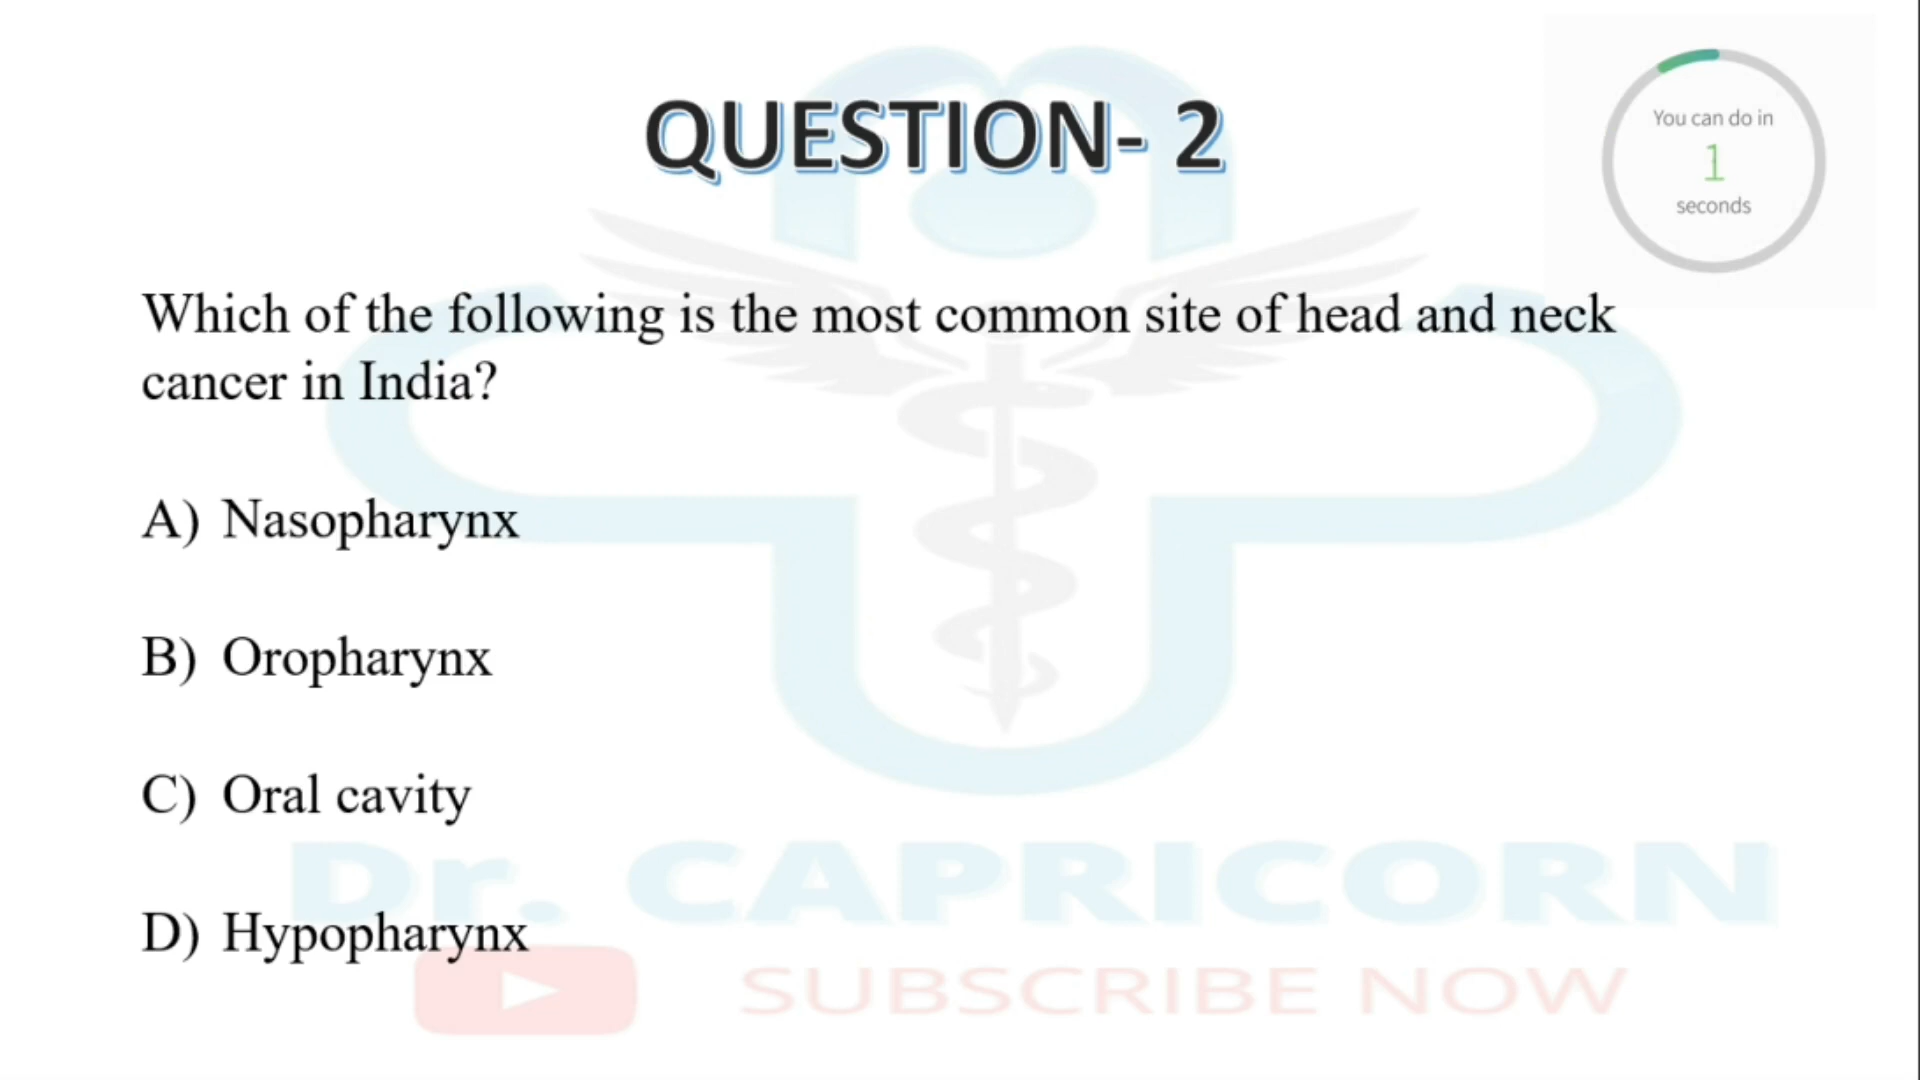 QUESTION- 2
You can do in
1
seconds
Which of the following is the most common site of head and neck
cancer in India?
A) Nasopharynx
B) Oropharynx
C) Oral cavity
D) Hypopharynx
Dr. CAPRICORN
SUBSCRIBE NOW